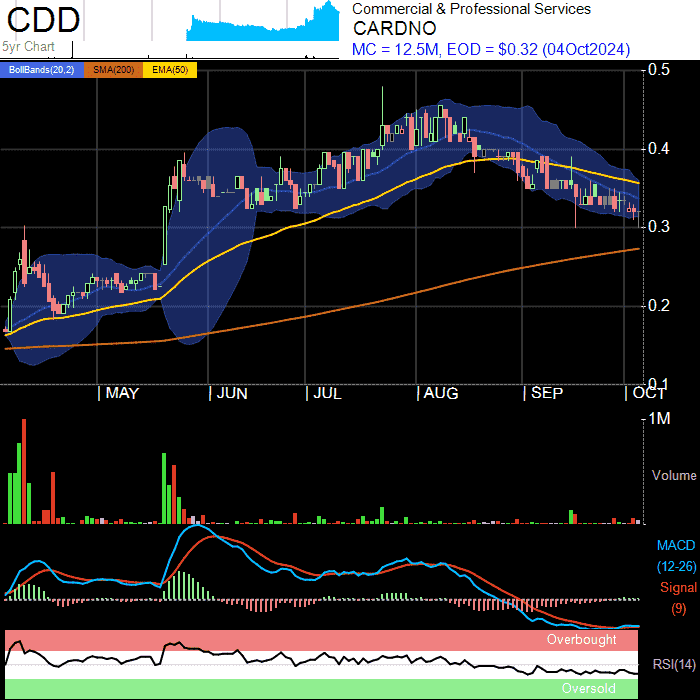 CDD
5yr Chart
Commercial & Professional Services
CARDNO
MC = 12.5M, EOD = $0.32 (04Oct2024)
BollBands(20,2) SMA(200) EMA(50)
0.5
0.4
0.3
0.2
0.1
MAY JUN JUL AUG SEP OCT
1M
Volume
MACD
(12-26)
Signal
(9)
Overbought
RSI(14)
Oversold